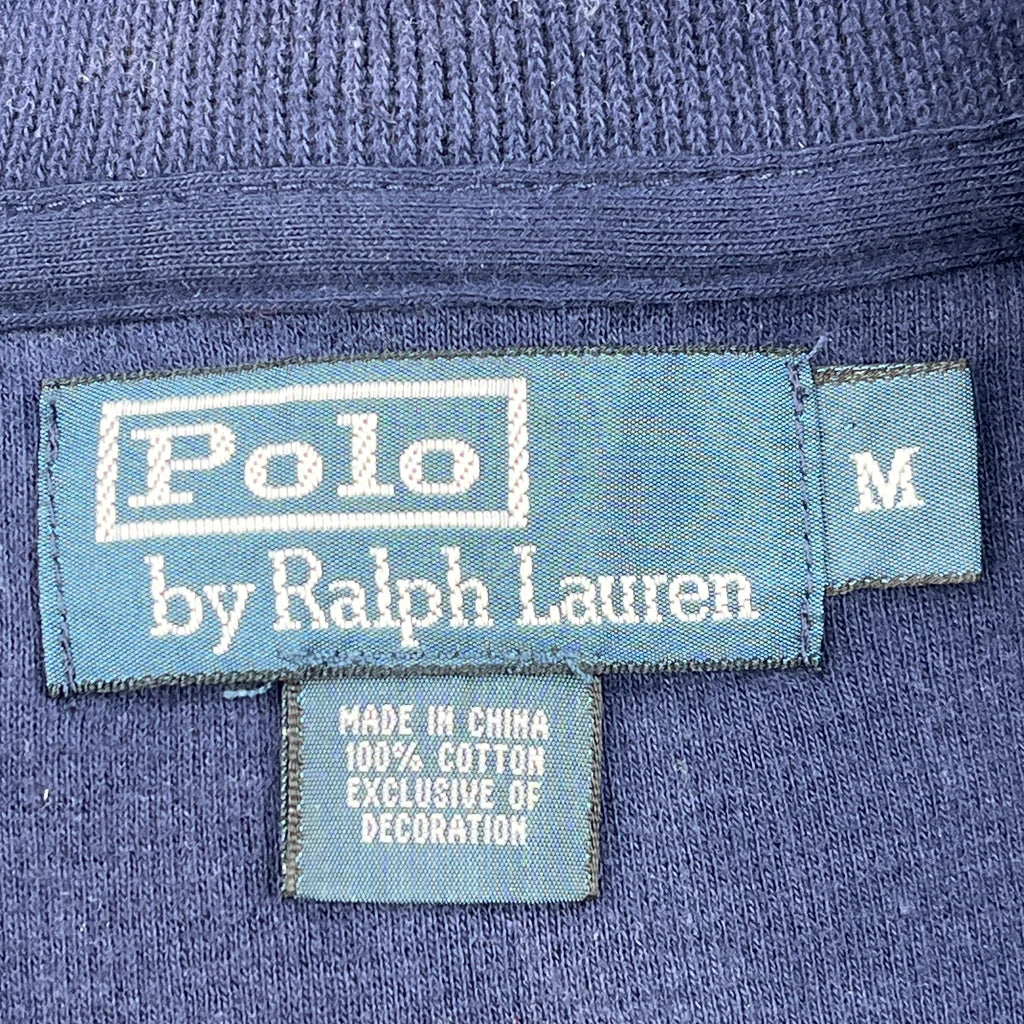 Polo
by Ralph Lauren
M
MADE IN CHINA
100% COTTON
EXCLUSIVE OF
DECORATION